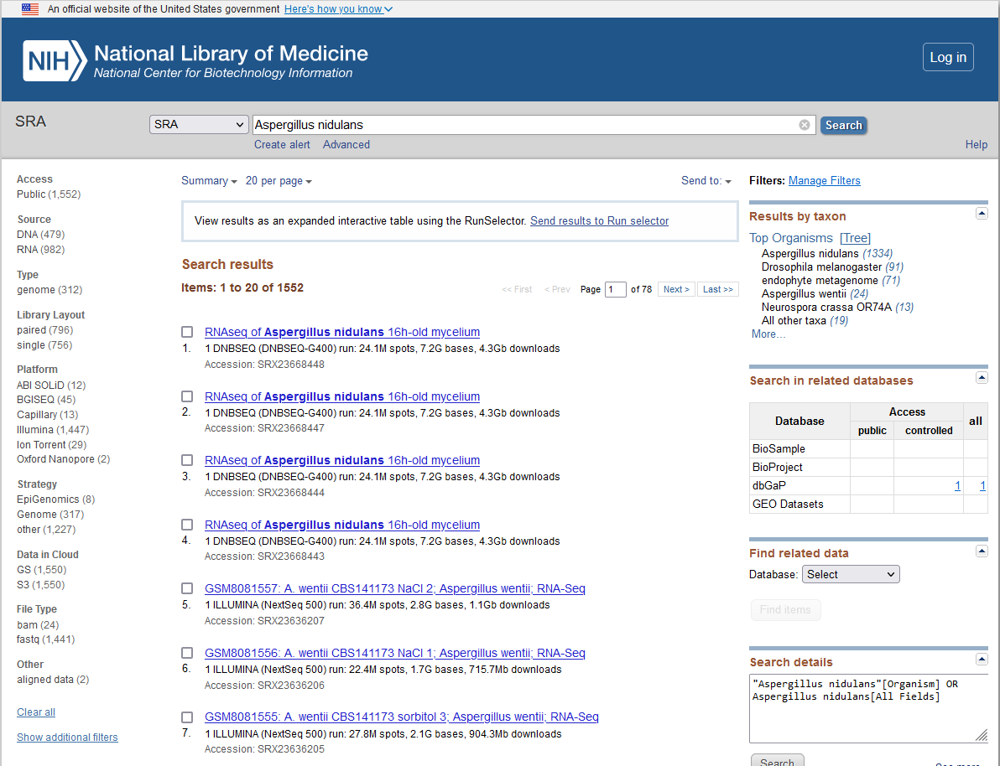 An official website of the United States government Here's how you know
NIH National Library of Medicine
National Center for Biotechnology Information
Log in
SRA
SRA Aspergillus nidulans Search
Create alert Advanced
Help
Access
Public (1,552)
Source
DNA (479)
RNA (982)
Type
genome (312)
Library Layout
paired (796)
single (756)
Platform
ABI SOLiD (12)
BGISEQ (45)
Capillary (13)
Illumina (1,447)
Ion Torrent (29)
Oxford Nanopore (2)
Strategy
EpiGenomics (8)
Genome (317)
other (1,227)
Data in Cloud
GS (1,550)
S3 (1,550)
File Type
bam (24)
fastq (1,441)
Other
aligned data (2)
Clear all
Show additional filters
Summary 20 per page Send to:
View results as an expanded interactive table using the RunSelector. Send results to Run selector
Search results
Items: 1 to 20 of 1552
<< First < Prev Page 1 of 78 Next > Last >>
RNAseq of Aspergillus nidulans 16h-old mycelium
1. 1 DNBSEQ (DNBSEQ-G400) run: 24.1M spots, 7.2G bases, 4.3Gb downloads
Accession: SRX23668448
RNAseq of Aspergillus nidulans 16h-old mycelium
2. 1 DNBSEQ (DNBSEQ-G400) run: 24.1M spots, 7.2G bases, 4.3Gb downloads
Accession: SRX23668447
RNAseq of Aspergillus nidulans 16h-old mycelium
3. 1 DNBSEQ (DNBSEQ-G400) run: 24.1M spots, 7.2G bases, 4.3Gb downloads
Accession: SRX23668444
RNAseq of Aspergillus nidulans 16h-old mycelium
4. 1 DNBSEQ (DNBSEQ-G400) run: 24.1M spots, 7.2G bases, 4.3Gb downloads
Accession: SRX23668443
GSM8081557: A. wentii CBS141173 NaCl 2; Aspergillus wentii; RNA-Seq
5. 1 ILLUMINA (NextSeq 500) run: 36.4M spots, 2.8G bases, 1.1Gb downloads
Accession: SRX23636207
GSM8081556: A. wentii CBS141173 NaCl 1; Aspergillus wentii; RNA-Seq
6. 1 ILLUMINA (NextSeq 500) run: 22.4M spots, 1.7G bases, 715.7Mb downloads
Accession: SRX23636206
GSM8081555: A. wentii CBS141173 sorbitol 3; Aspergillus wentii; RNA-Seq
7. 1 ILLUMINA (NextSeq 500) run: 27.8M spots, 2.1G bases, 904.3Mb downloads
Accession: SRX23636205
Filters: Manage Filters
Results by taxon
Top Organisms [Tree]
Aspergillus nidulans (1334)
Drosophila melanogaster (91)
endophyte metagenome (71)
Aspergillus wentii (24)
Neurospora crassa OR74A (13)
All other taxa (19)
More...
Search in related databases
Database Access all
public controlled
BioSample
BioProject
dbGaP 1 1
GEO Datasets
Find related data
Database: Select
Find items
Search details
"Aspergillus nidulans"[Organism] OR
Aspergillus nidulans[All Fields]
Search See more...